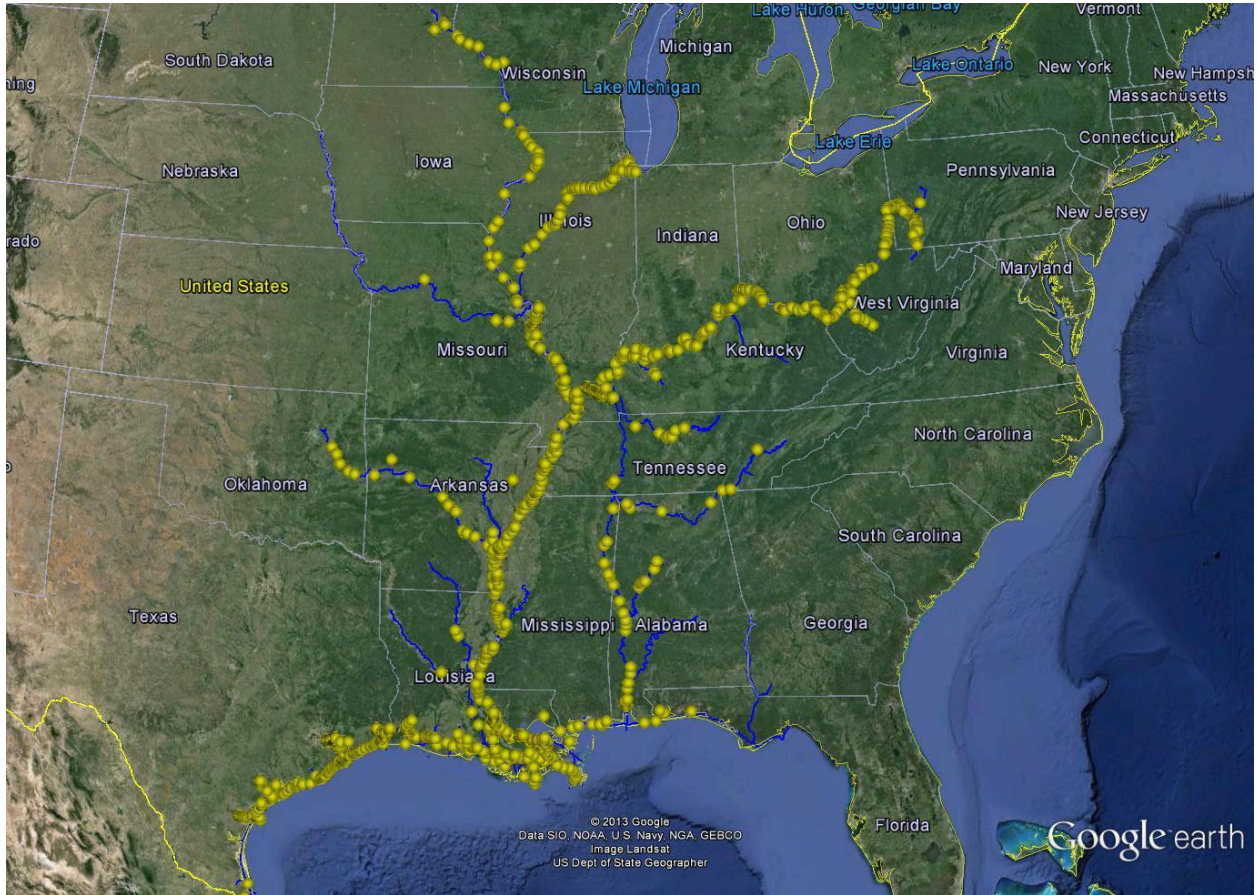 Lake Huron
Georgian Bay
Vermont
South Dakota
Michigan
Lake Ontario
New York
New Hampsh
Wisconsin
Lake Michigan
ning
Massachusetts
Connecticut
Lake Erie
Iowa
Nebraska
Pennsylvania
Illinois
Ohio
New Jersey
Indiana
rado
Maryland
United States
West Virginia
Missouri
Kentucky
Virginia
North Carolina
Tennessee
Oklahoma
Arkansas
South Carolina
Texas
Mississippi
Alabama
Georgia
Louisiana
© 2013 Google
Data SIO, NOAA, U.S. Navy, NGA, GEBCO
Image Landsat
US Dept of State Geographer
Florida
Google earth